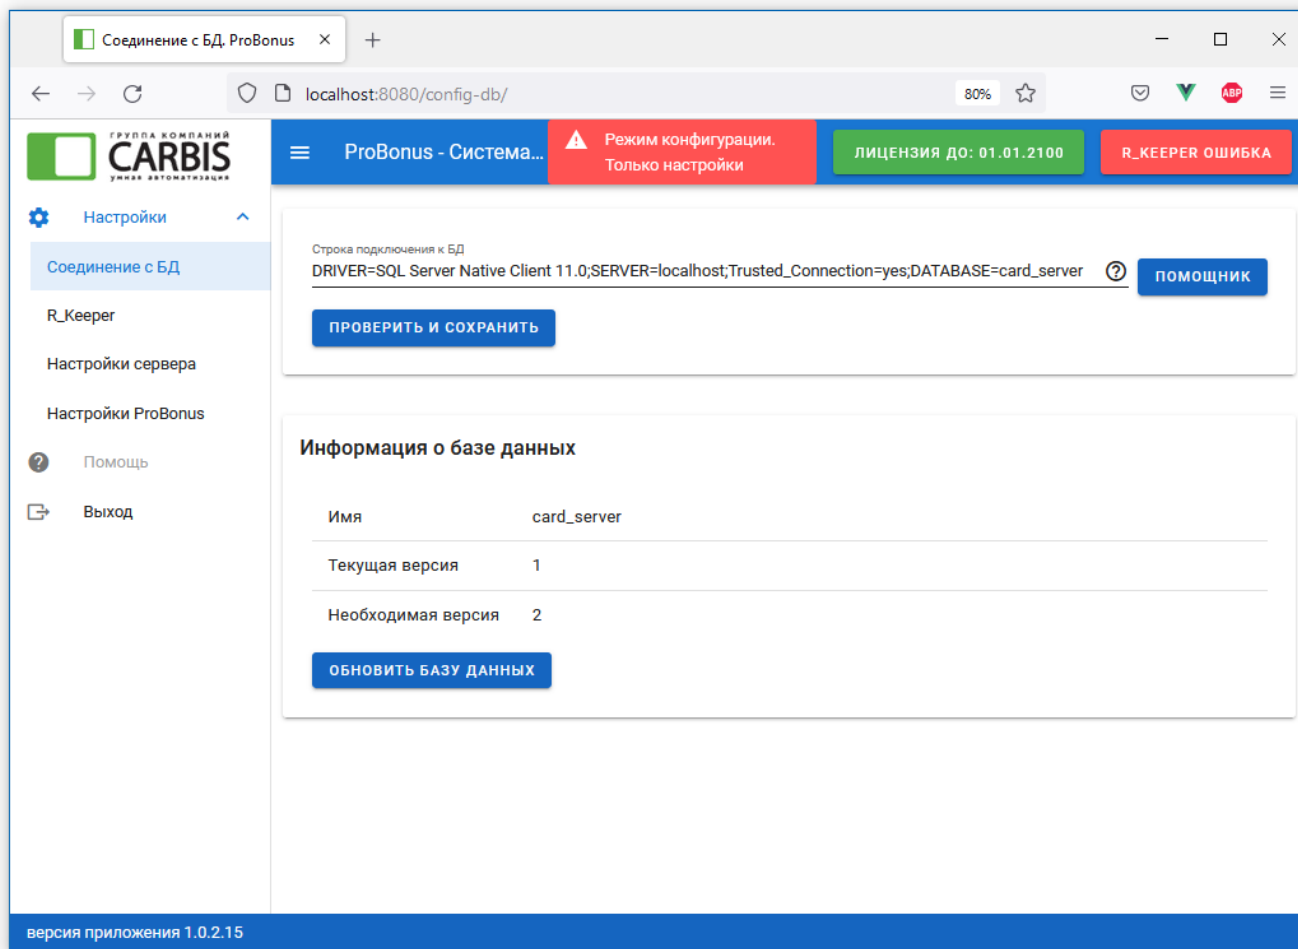 Соединение с БД. ProBonus
localhost:8080/config-db/
80%
ABP
ГРУППА КОМПАНИЙ
CARBIS
умная автоматизация
ProBonus - Система...
Режим конфигурации.
Только настройки
ЛИЦЕНЗИЯ ДО: 01.01.2100
R_KEEPER ОШИБКА
Настройки
Соединение с БД
R_Keeper
Настройки сервера
Настройки ProBonus
Помощь
Выход
Строка подключения к БД
DRIVER=SQL Server Native Client 11.0;SERVER=localhost;Trusted_Connection=yes;DATABASE=card_server
ПОМОЩНИК
ПРОВЕРИТЬ И СОХРАНИТЬ
Информация о базе данных
Имя card_server
Текущая версия 1
Необходимая версия 2
ОБНОВИТЬ БАЗУ ДАННЫХ
версия приложения 1.0.2.15